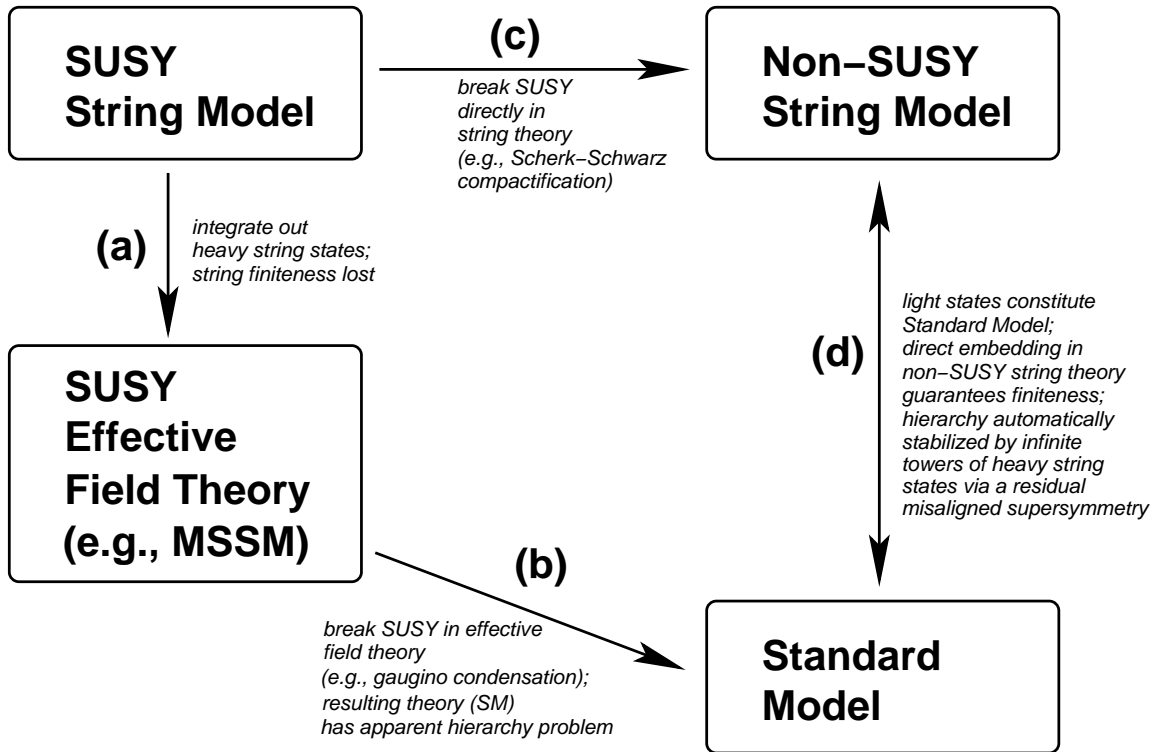 SUSY
String Model
(c)
break SUSY
directly in
string theory
(e.g., Scherk−Schwarz
compactification)
Non−SUSY
String Model
(a)
integrate out
heavy string states;
string finiteness lost
SUSY
Effective
Field Theory
(e.g., MSSM)
(d)
light states constitute
Standard Model;
direct embedding in
non−SUSY string theory
guarantees finiteness;
hierarchy automatically
stabilized by infinite
towers of heavy string
states via a residual
misaligned supersymmetry
(b)
break SUSY in effective
field theory
(e.g., gaugino condensation);
resulting theory (SM)
has apparent hierarchy problem
Standard
Model